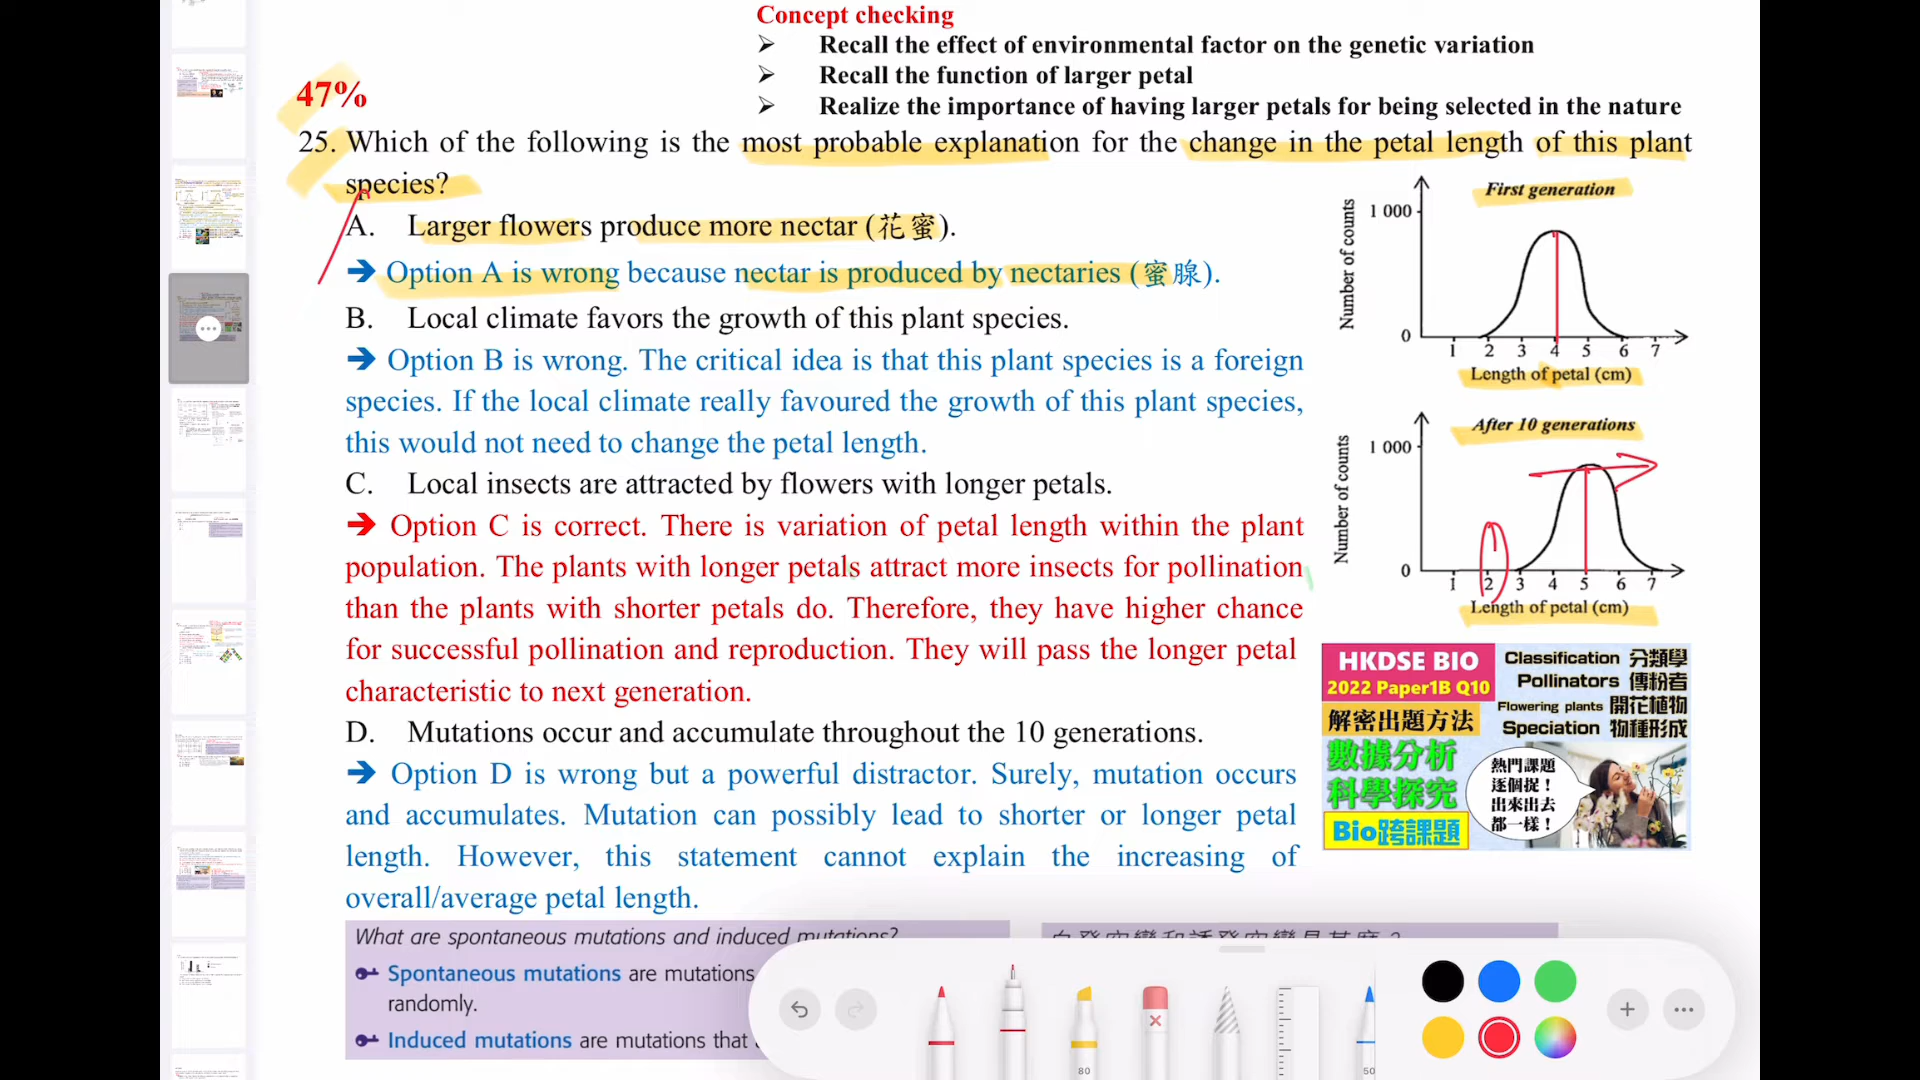 Concept checking
➢ Recall the effect of environmental factor on the genetic variation
➢ Recall the function of larger petal
➢ Realize the importance of having larger petals for being selected in the nature
47%
25. Which of the following is the most probable explanation for the change in the petal length of this plant
species?
A. Larger flowers produce more nectar (花蜜).
➔ Option A is wrong because nectar is produced by nectaries (蜜腺).
B. Local climate favors the growth of this plant species.
➔ Option B is wrong. The critical idea is that this plant species is a foreign
species. If the local climate really favoured the growth of this plant species,
this would not need to change the petal length.
C. Local insects are attracted by flowers with longer petals.
➔ Option C is correct. There is variation of petal length within the plant
population. The plants with longer petals attract more insects for pollination
than the plants with shorter petals do. Therefore, they have higher chance
for successful pollination and reproduction. They will pass the longer petal
characteristic to next generation.
D. Mutations occur and accumulate throughout the 10 generations.
➔ Option D is wrong but a powerful distractor. Surely, mutation occurs
and accumulates. Mutation can possibly lead to shorter or longer petal
length. However, this statement cannot explain the increasing of
overall/average petal length.
First generation
Number of counts
1 000
0
1 2 3 4 5 6 7
Length of petal (cm)
After 10 generations
Number of counts
1 000
0
1 2 3 4 5 6 7
Length of petal (cm)
HKDSE BIO
2022 Paper1B Q10
解密出題方法
數據分析
科學探究
Bio跨課題
Classification 分類學
Pollinators 傳粉者
Flowering plants 開花植物
Speciation 物種形成
熱門課題
逐個捉！
出來出去
都一樣！
What are spontaneous mutations and induced mutations?
Spontaneous mutations are mutations
randomly.
Induced mutations are mutations that
80
50